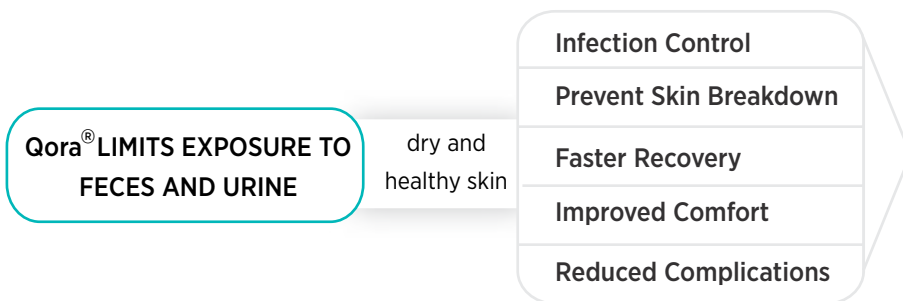 Qora® LIMITS EXPOSURE TO
FECES AND URINE
dry and
healthy skin
Infection Control
Prevent Skin Breakdown
Faster Recovery
Improved Comfort
Reduced Complications